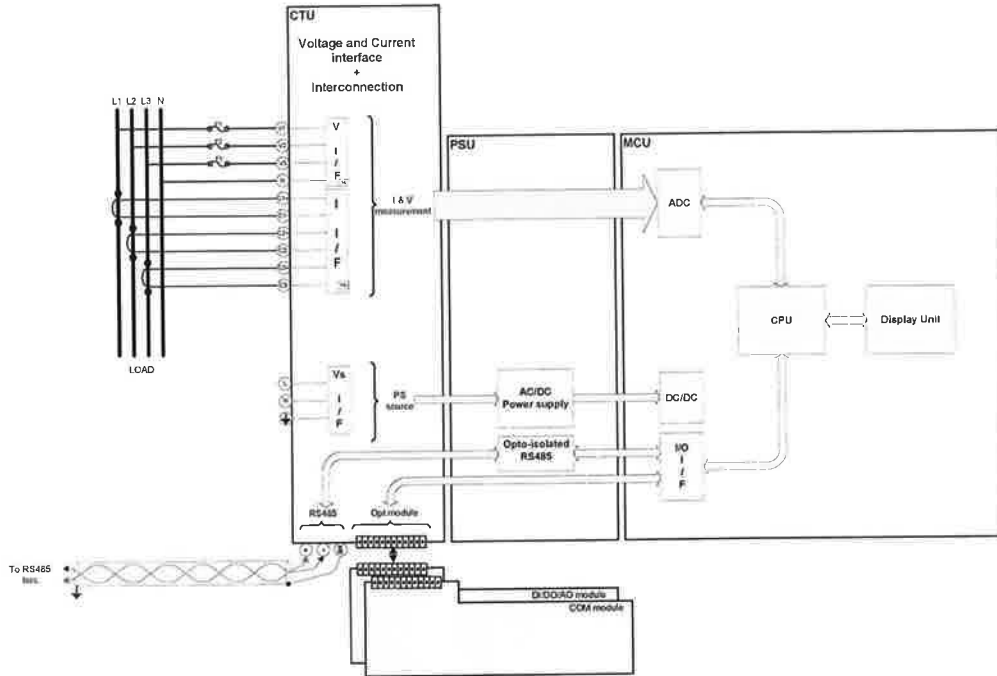 CTU
Voltage and Current
interface
+
Interconnection
L1 L2 L3 N
V
I
/
F
PSU
MCU
I & V
measurement
ADC
I
I
/
F
CPU
Display Unit
LOAD
Vs
I
/
F
PS
source
AC/DC
Power supply
DC/DC
Opto-isolated
RS485
I/O
I
/
F
RS485
Opt.module
To RS485
bus.
DI/DO/AO module
COM module